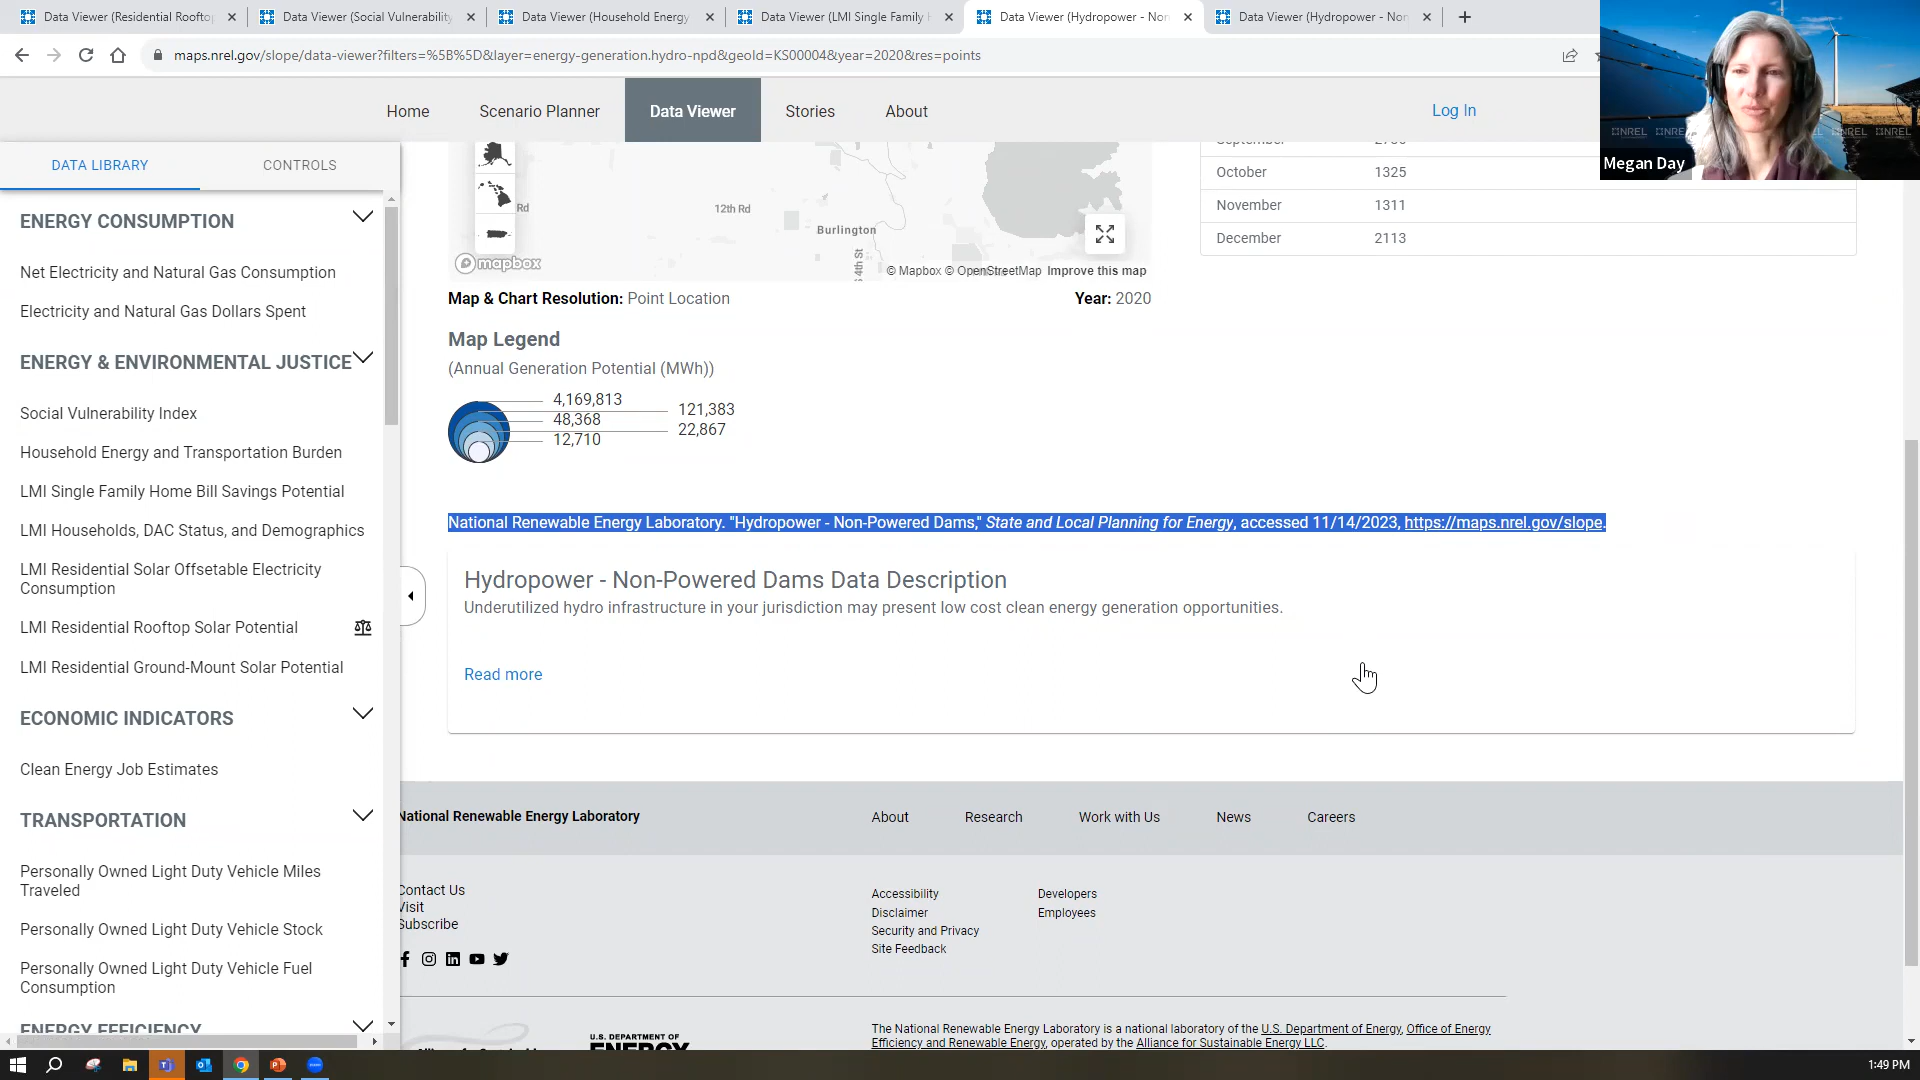 Data Viewer (Residential Rooftop
Data Viewer (Social Vulnerability
Data Viewer (Household Energy
Data Viewer (LMI Single Family
Data Viewer (Hydropower - Non
Data Viewer (Hydropower - Non
maps.nrel.gov/slope/data-viewer?filters=%5B%5D&layer=energy-generation.hydro-npd&geoId=KS00004&year=2020&res=points
Home
Scenario Planner
Data Viewer
Stories
About
Log In
NREL
NREL
NREL
NREL
Megan Day
DATA LIBRARY
CONTROLS
ENERGY CONSUMPTION
Net Electricity and Natural Gas Consumption
Electricity and Natural Gas Dollars Spent
ENERGY & ENVIRONMENTAL JUSTICE
Social Vulnerability Index
Household Energy and Transportation Burden
LMI Single Family Home Bill Savings Potential
LMI Households, DAC Status, and Demographics
LMI Residential Solar Offsetable Electricity
Consumption
LMI Residential Rooftop Solar Potential
LMI Residential Ground-Mount Solar Potential
ECONOMIC INDICATORS
Clean Energy Job Estimates
TRANSPORTATION
Personally Owned Light Duty Vehicle Miles
Traveled
Personally Owned Light Duty Vehicle Stock
Personally Owned Light Duty Vehicle Fuel
Consumption
ENERGY EFFICIENCY
Rd
12th Rd
Burlington
S 4th St
mapbox
© Mapbox © OpenStreetMap Improve this map
September
October 1325
November 1311
December 2113
Map & Chart Resolution: Point Location
Year: 2020
Map Legend
(Annual Generation Potential (MWh))
4,169,813
121,383
48,368
22,867
12,710
National Renewable Energy Laboratory. "Hydropower - Non-Powered Dams," State and Local Planning for Energy, accessed 11/14/2023, https://maps.nrel.gov/slope.
Hydropower - Non-Powered Dams Data Description
Underutilized hydro infrastructure in your jurisdiction may present low cost clean energy generation opportunities.
Read more
National Renewable Energy Laboratory
About
Research
Work with Us
News
Careers
Contact Us
Visit
Subscribe
Accessibility
Disclaimer
Security and Privacy
Site Feedback
Developers
Employees
U.S. DEPARTMENT OF
ENERGY
The National Renewable Energy Laboratory is a national laboratory of the U.S. Department of Energy, Office of Energy
Efficiency and Renewable Energy, operated by the Alliance for Sustainable Energy LLC.
1:49 PM